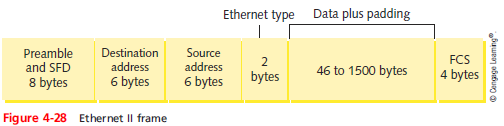 Ethernet type
Data plus padding
Preamble
and SFD
8 bytes
Destination
address
6 bytes
Source
address
6 bytes
2
bytes
46 to 1500 bytes
FCS
4 bytes
© Cengage Learning®
Figure 4-28 Ethernet II frame